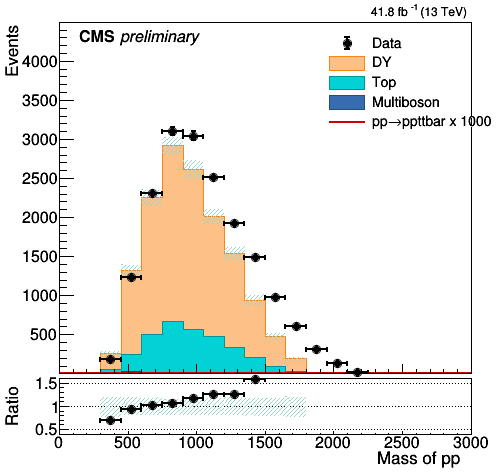 41.8 fb⁻¹ (13 TeV)
CMS preliminary
Events
4000
3500
3000
2500
2000
1500
1000
500
Data
DY
Top
Multiboson
pp→ppttbar x 1000
Ratio
1.5
1
0.5
0 500 1000 1500 2000 2500 3000
Mass of pp